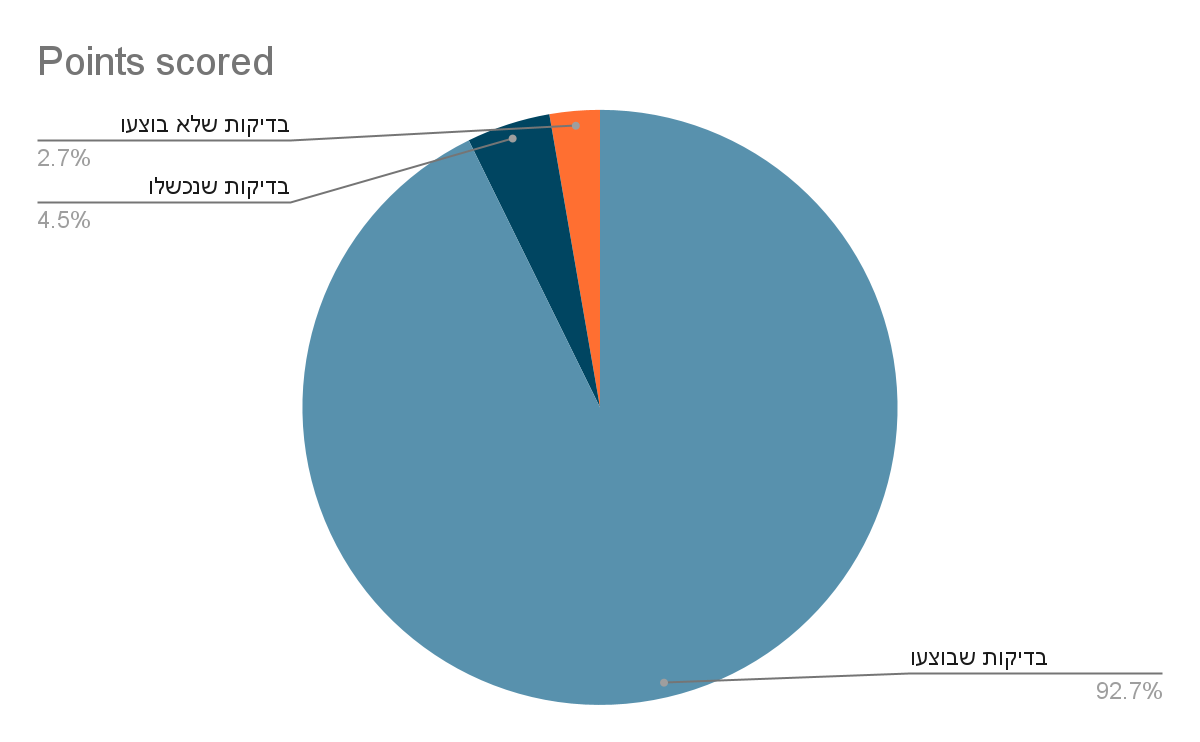 Points scored
בדיקות שלא בוצעו
2.7%
בדיקות שנכשלו
4.5%
בדיקות שבוצעו
92.7%